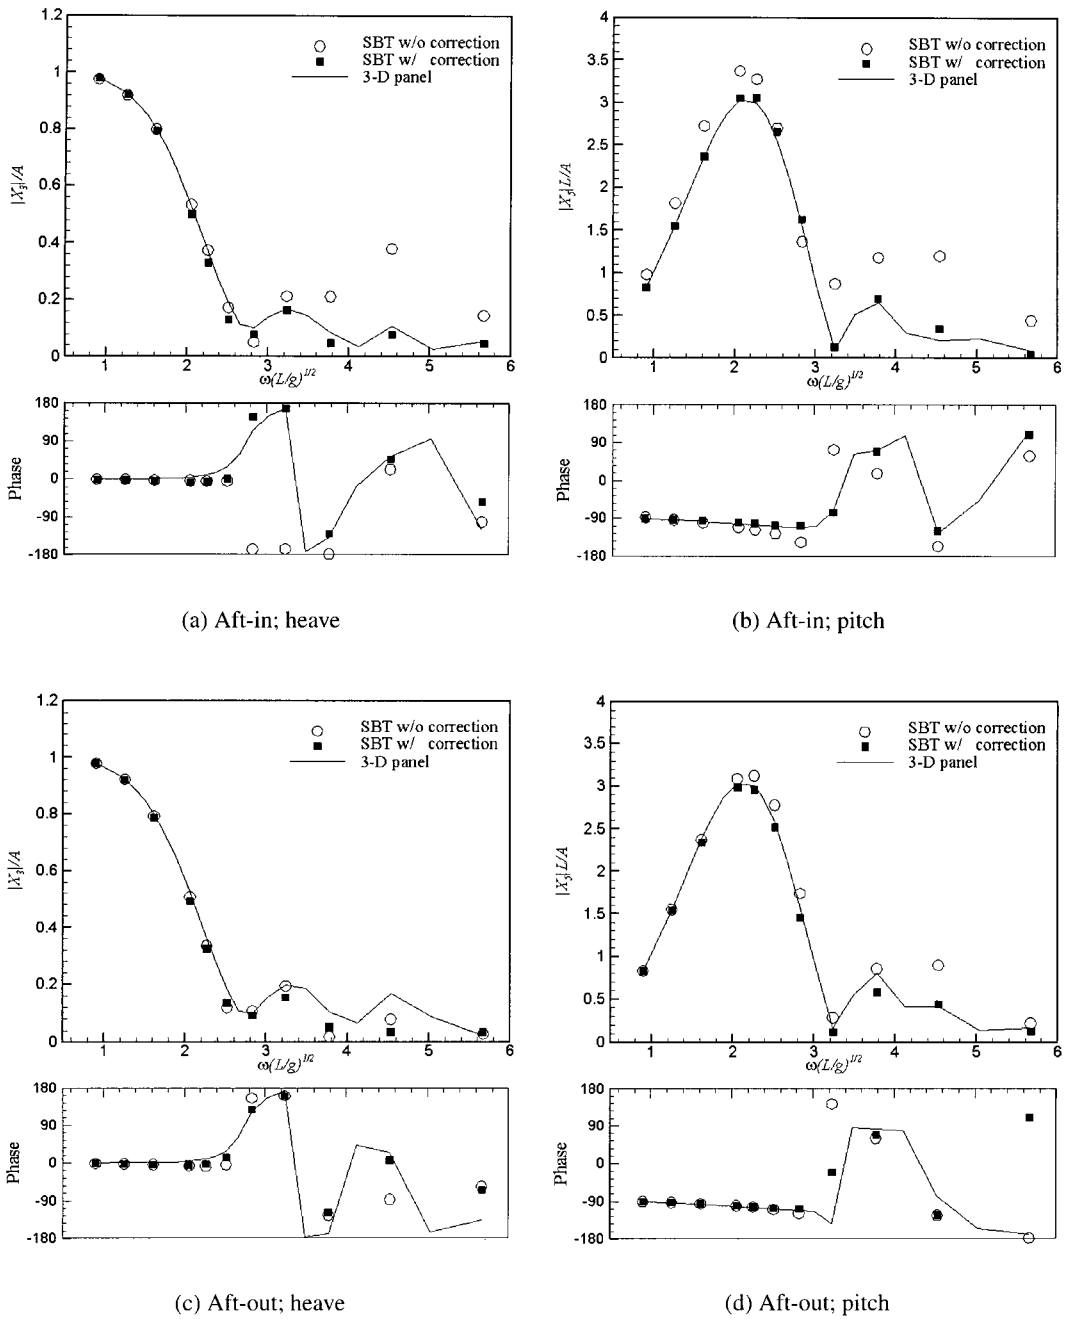 1.2
1
0.8
0.6
0.4
0.2
0
|X₃|/A
SBT w/o correction
SBT w/ correction
3-D panel
1 2 3 4 5 6
ω(L/g)^1/2
180
90
0
-90
-180
Phase
(a) Aft-in; heave
4
3.5
3
2.5
2
1.5
1
0.5
0
|X₅|L/A
SBT w/o correction
SBT w/ correction
3-D panel
1 2 3 4 5 6
ω(L/g)^1/2
180
90
0
-90
-180
Phase
(b) Aft-in; pitch
1.2
1
0.8
0.6
0.4
0.2
0
|X₃|/A
SBT w/o correction
SBT w/ correction
3-D panel
1 2 3 4 5 6
ω(L/g)^1/2
180
90
0
-90
-180
Phase
(c) Aft-out; heave
4
3.5
3
2.5
2
1.5
1
0.5
0
|X₅|L/A
SBT w/o correction
SBT w/ correction
3-D panel
1 2 3 4 5 6
ω(L/g)^1/2
180
90
0
-90
-180
Phase
(d) Aft-out; pitch